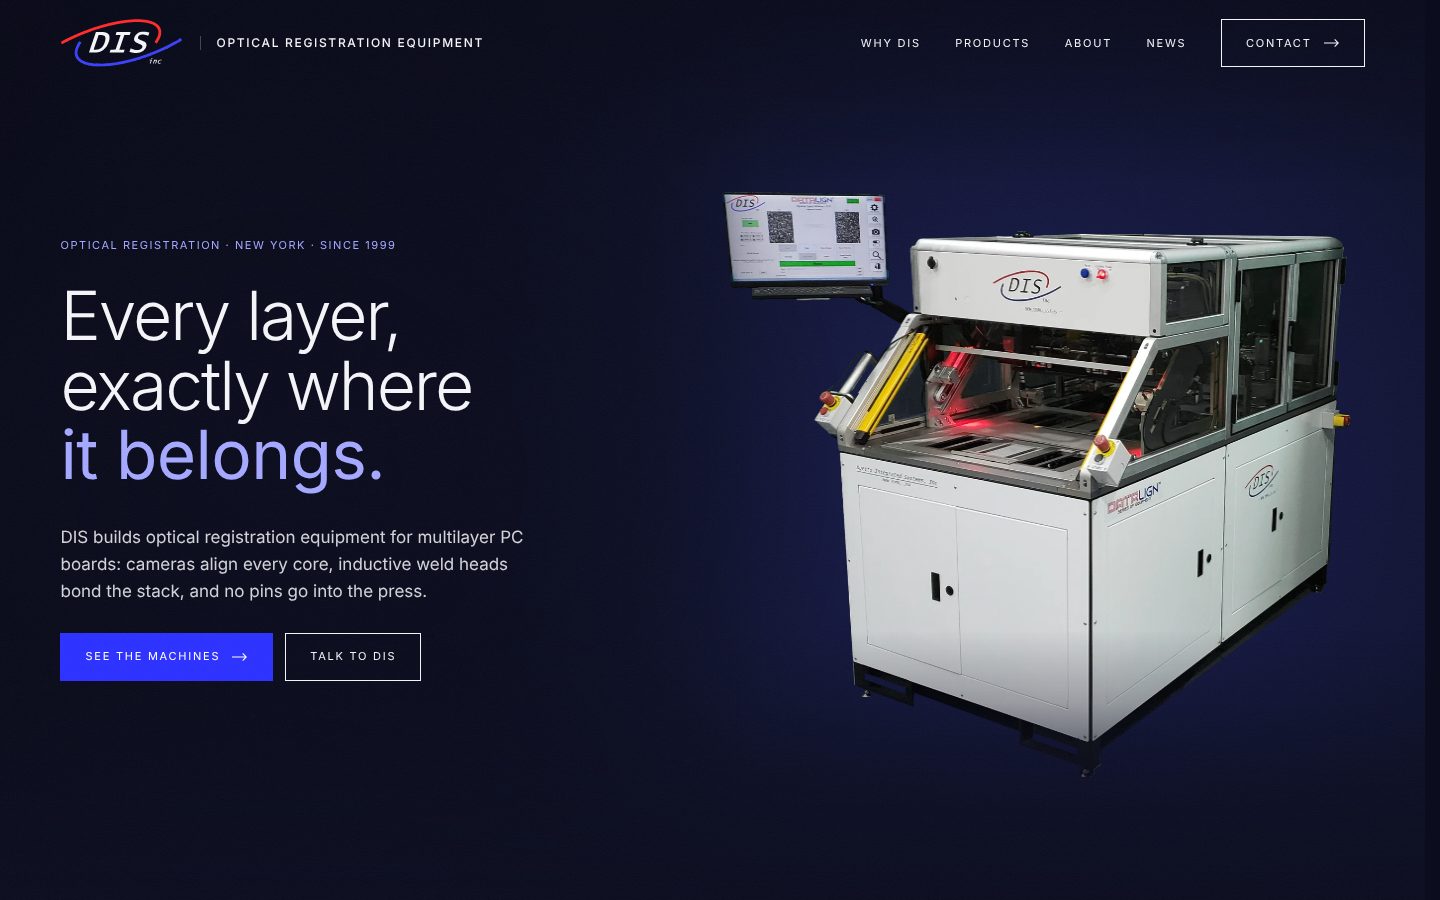 DIS
inc
OPTICAL REGISTRATION EQUIPMENT
WHY DIS
PRODUCTS
ABOUT
NEWS
CONTACT
OPTICAL REGISTRATION · NEW YORK · SINCE 1999
Every layer,
exactly where
it belongs.
DIS builds optical registration equipment for multilayer PC
boards: cameras align every core, inductive weld heads
bond the stack, and no pins go into the press.
SEE THE MACHINES
TALK TO DIS
DIS
DATALIGN
DIS
DATALIGN
DIS